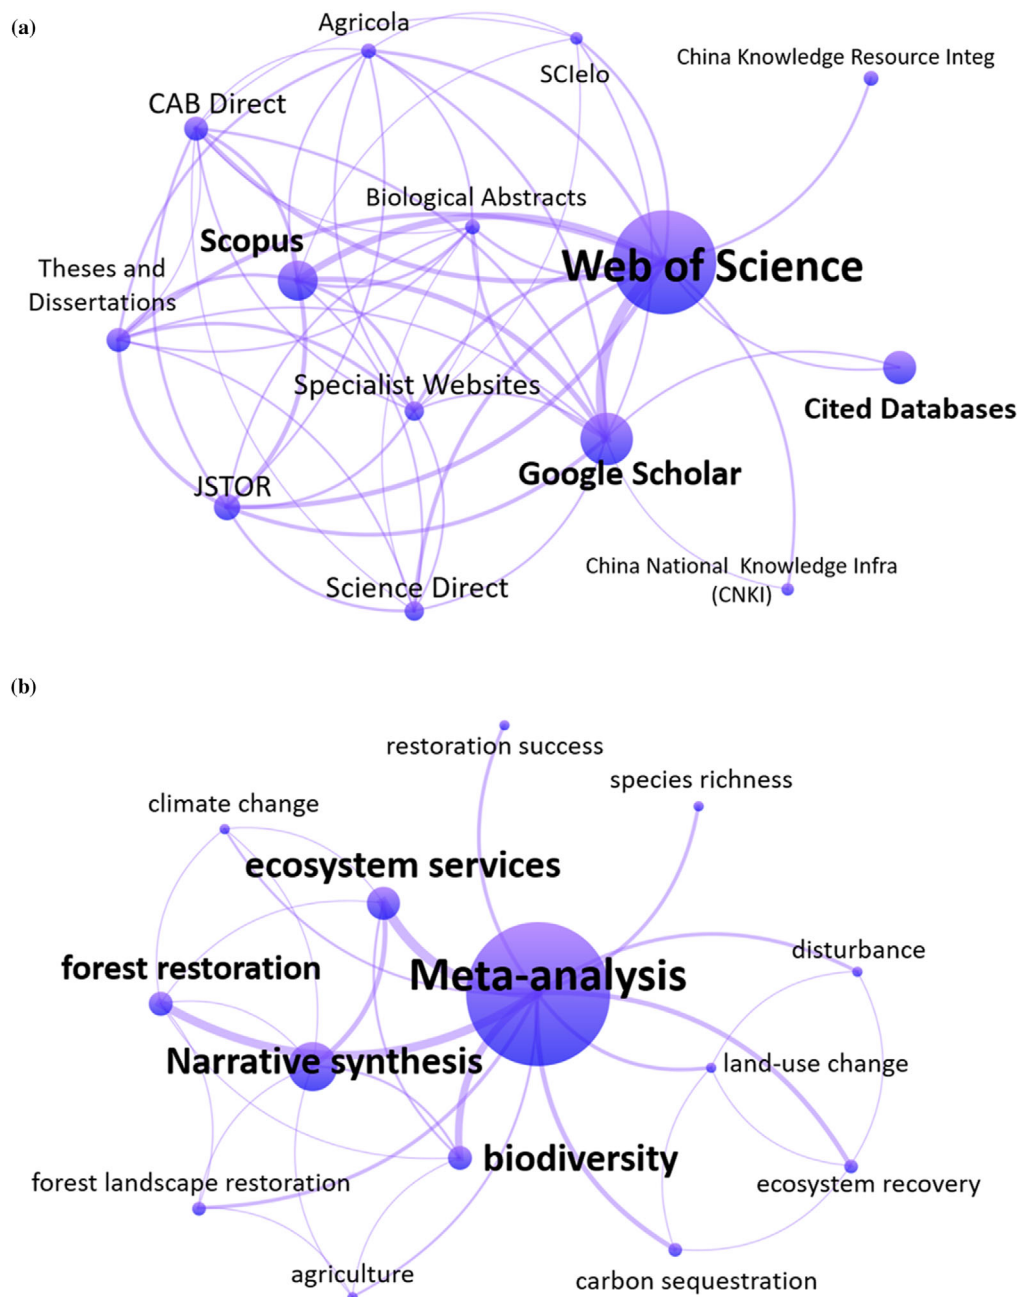 (a)
Agricola
SCIelo
China Knowledge Resource Integ
CAB Direct
Biological Abstracts
Scopus
Web of Science
Theses and
Dissertations
Specialist Websites
Cited Databases
Google Scholar
JSTOR
China National Knowledge Infra
(CNKI)
Science Direct
(b)
restoration success
species richness
climate change
ecosystem services
disturbance
forest restoration
Meta-analysis
Narrative synthesis
land-use change
biodiversity
forest landscape restoration
ecosystem recovery
agriculture
carbon sequestration